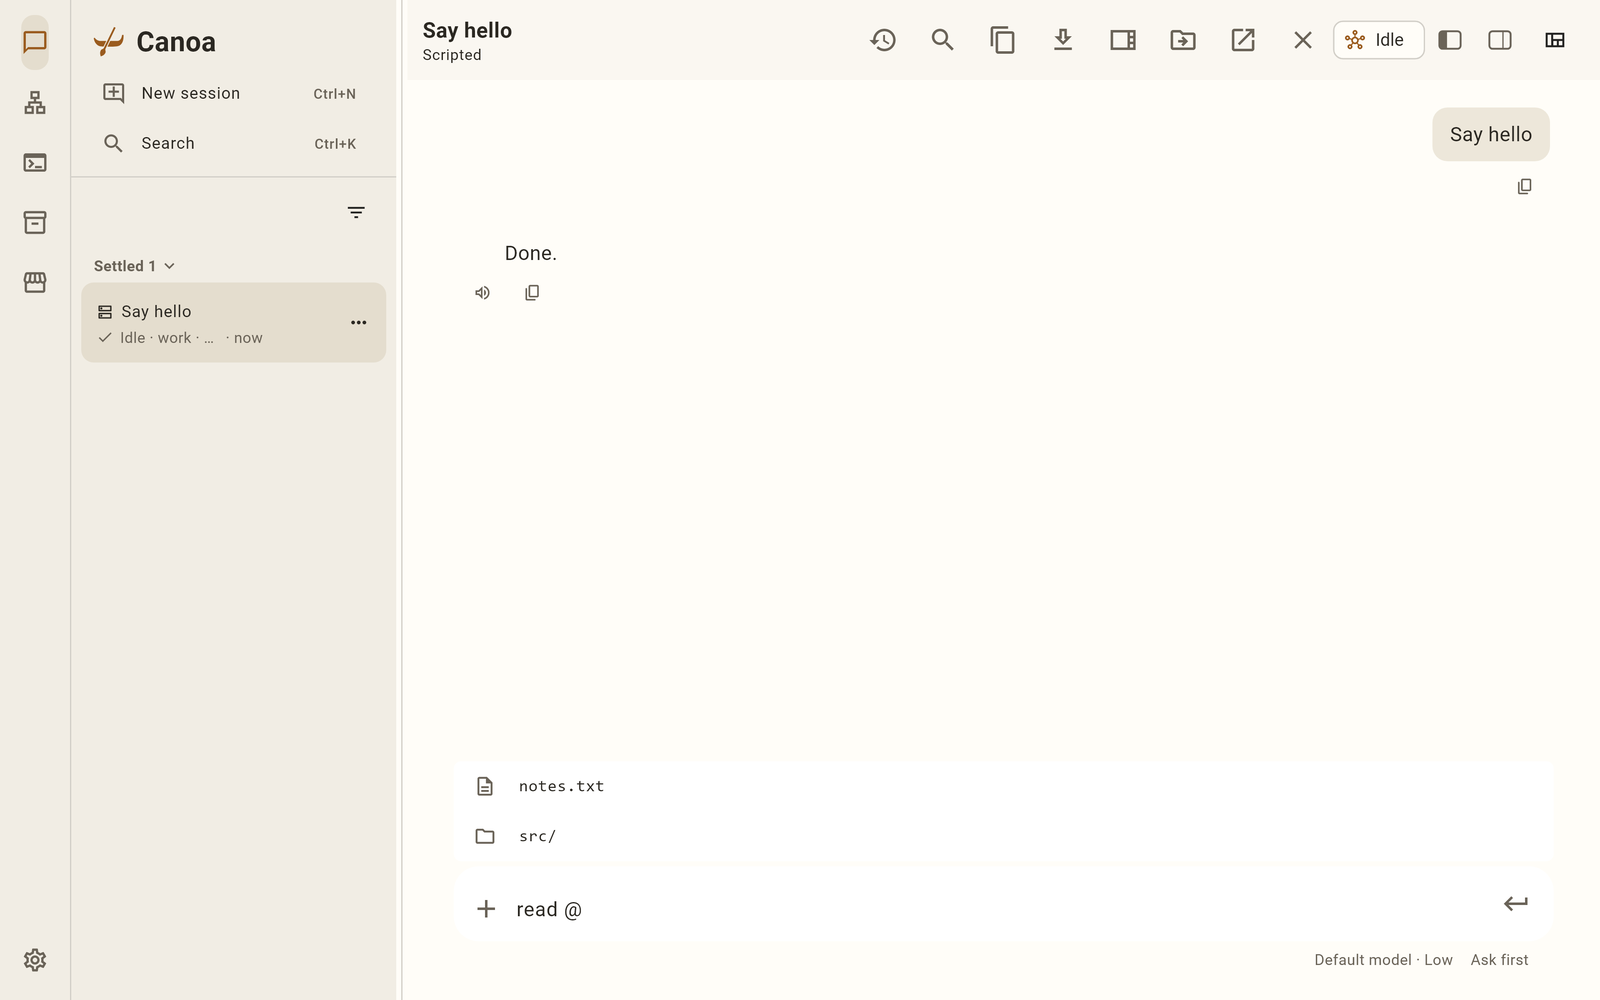 Canoa
New session Ctrl+N
Search Ctrl+K
Settled 1
Say hello
Idle · work · … · now
Say hello
Scripted
Idle
Say hello
Done.
notes.txt
src/
read @
Default model · Low Ask first